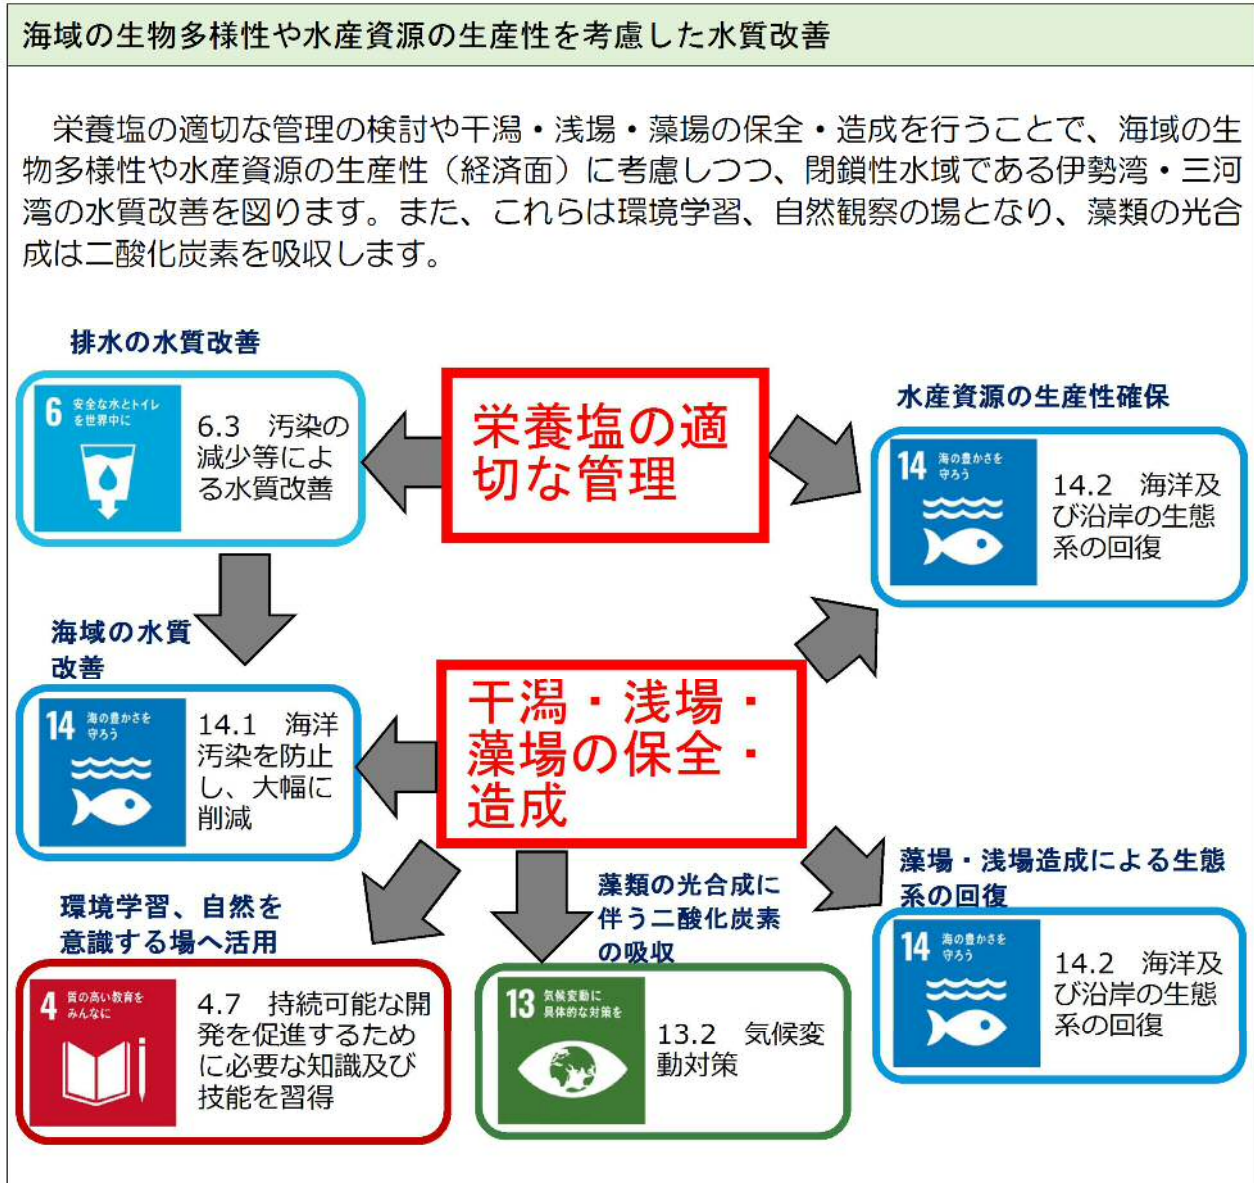 海域の生物多様性や水産資源の生産性を考慮した水質改善
栄養塩の適切な管理の検討や干潟・浅場・藻場の保全・造成を行うことで、海域の生
物多様性や水産資源の生産性（経済面）に考慮しつつ、閉鎖性水域である伊勢湾・三河
湾の水質改善を図ります。また、これらは環境学習、自然観察の場となり、藻類の光合
成は二酸化炭素を吸収します。
排水の水質改善
6 安全な水とトイレ
を世界中に
6.3 汚染の
減少等によ
る水質改善
栄養塩の適
切な管理
水産資源の生産性確保
14 海の豊かさを
守ろう
14.2 海洋及
び沿岸の生態
系の回復
海域の水質
改善
14 海の豊かさを
守ろう
14.1 海洋
汚染を防止
し、大幅に
削減
干潟・浅場・
藻場の保全・
造成
環境学習、自然を
意識する場へ活用
4 質の高い教育を
みんなに
4.7 持続可能な開
発を促進するため
に必要な知識及び
技能を習得
藻類の光合成に
伴う二酸化炭素
の吸収
13 気候変動に
具体的な対策を
13.2 気候変
動対策
藻場・浅場造成による生態
系の回復
14 海の豊かさを
守ろう
14.2 海洋及
び沿岸の生態
系の回復